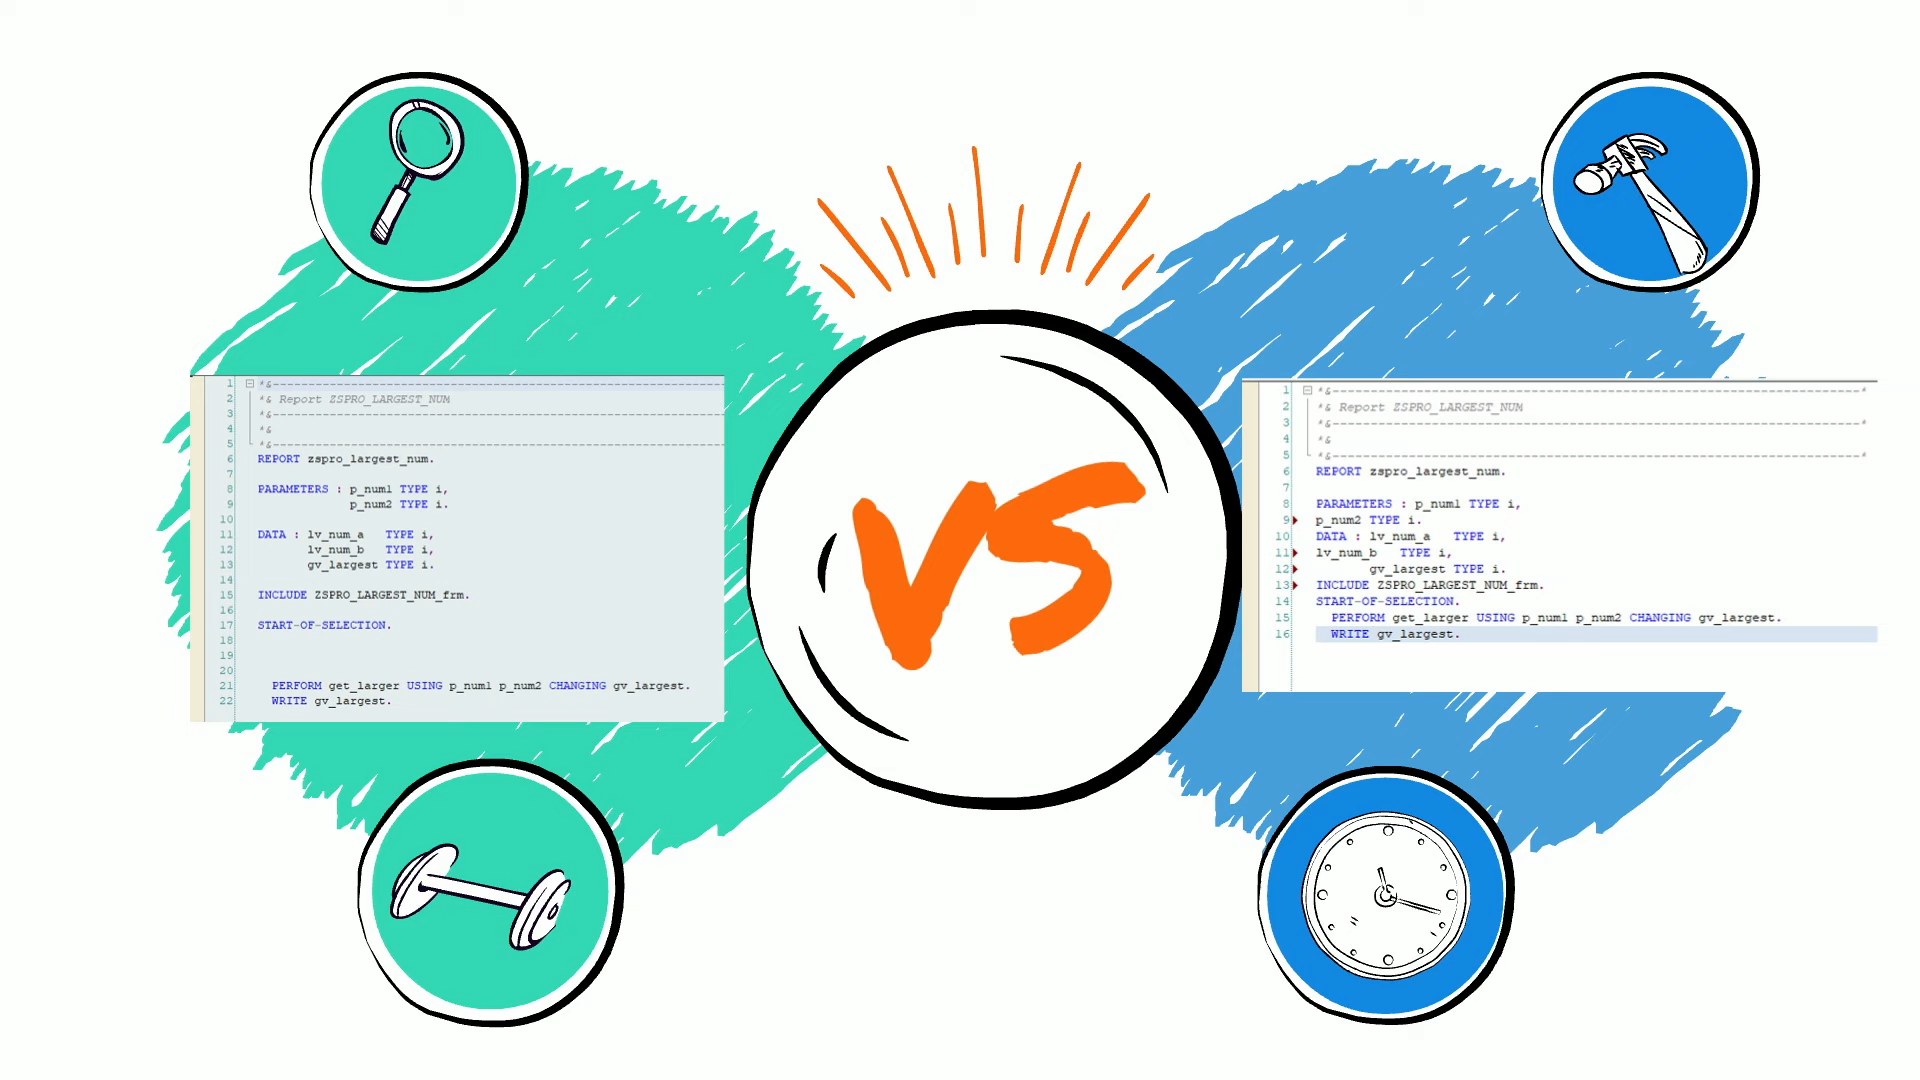 1 *&---------------------------------------------------------------------
2 *& Report ZSPRO_LARGEST_NUM
3 *&---------------------------------------------------------------------
4 *&
5 *&---------------------------------------------------------------------
6 REPORT zspro_largest_num.
7
8 PARAMETERS : p_num1 TYPE i,
9 p_num2 TYPE i.
10
11 DATA : lv_num_a TYPE i,
12 lv_num_b TYPE i,
13 gv_largest TYPE i.
14
15 INCLUDE ZSPRO_LARGEST_NUM_frm.
16
17 START-OF-SELECTION.
18
19
20
21 PERFORM get_larger USING p_num1 p_num2 CHANGING gv_largest.
22 WRITE gv_largest.
VS
1 *&---------------------------------------------------------------------*
2 *& Report ZSPRO_LARGEST_NUM
3 *&---------------------------------------------------------------------*
4 *&
5 *&---------------------------------------------------------------------*
6 REPORT zspro_largest_num.
7
8 PARAMETERS : p_num1 TYPE i,
9 p_num2 TYPE i.
10 DATA : lv_num_a TYPE i,
11 lv_num_b TYPE i,
12 gv_largest TYPE i.
13 INCLUDE ZSPRO_LARGEST_NUM_frm.
14 START-OF-SELECTION.
15 PERFORM get_larger USING p_num1 p_num2 CHANGING gv_largest.
16 WRITE gv_largest.